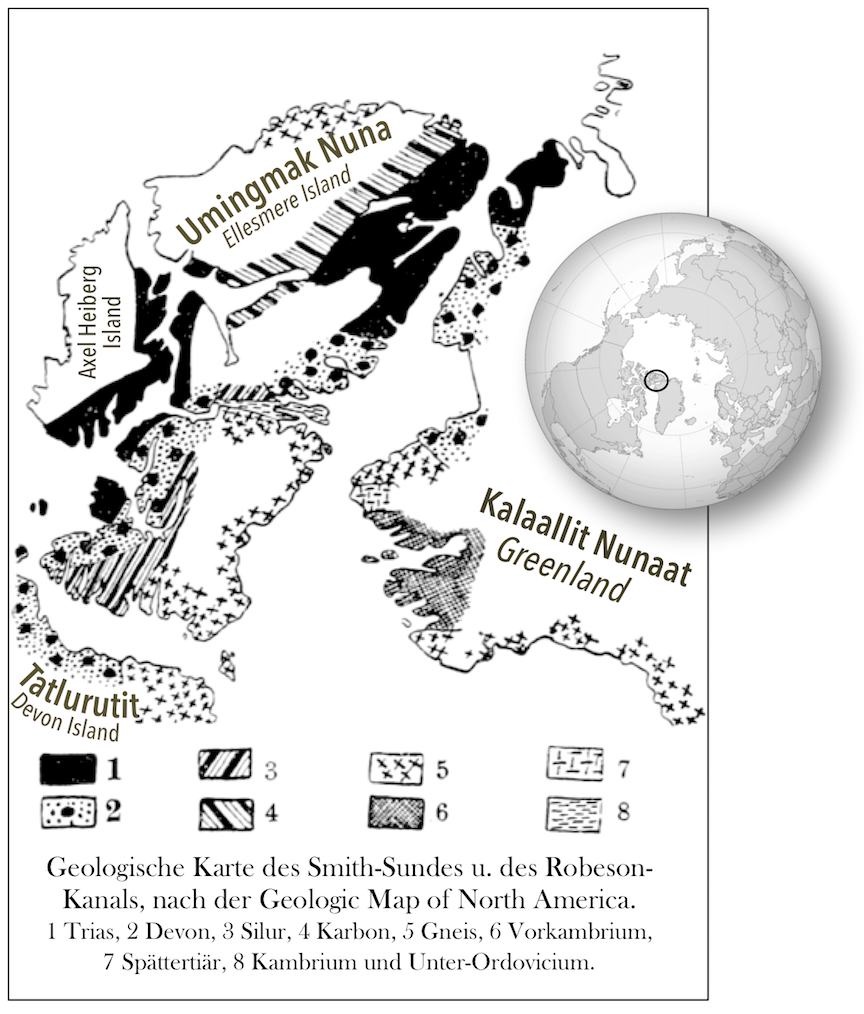 Umingmak Nuna
Ellesmere Island
Axel Heiberg
Island
Kalaallit Nunaat
Greenland
Tatlurutit
Devon Island
1
3
5
7
2
4
6
8
Geologische Karte des Smith-Sundes u. des Robeson-
Kanals, nach der Geologic Map of North America.
1 Trias, 2 Devon, 3 Silur, 4 Karbon, 5 Gneis, 6 Vorkambrium,
7 Spättertiär, 8 Kambrium und Unter-Ordovicium.